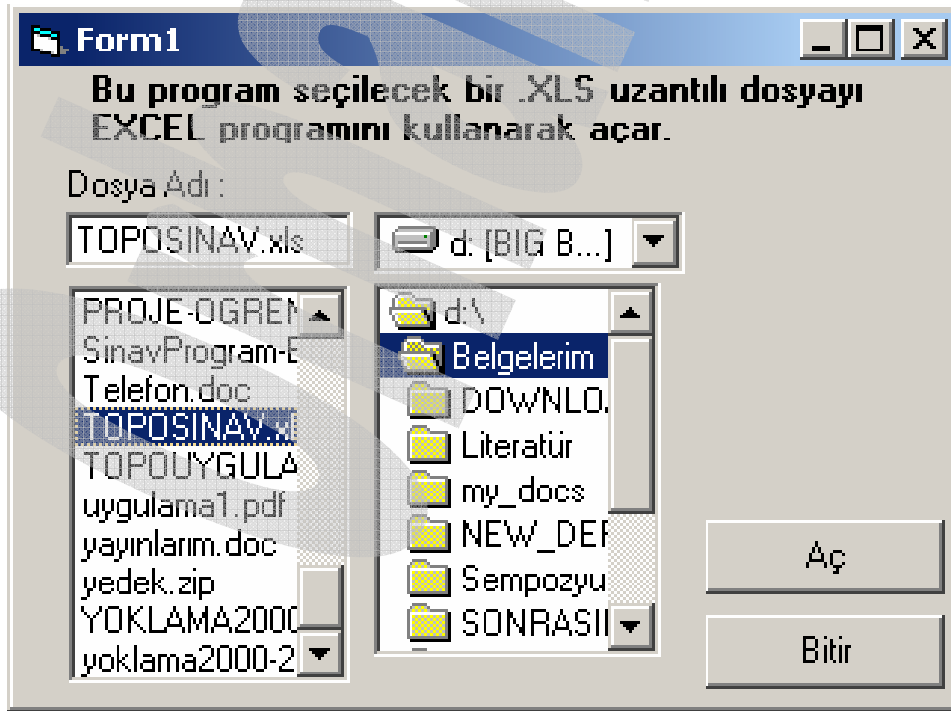 Form1
Bu program seçilecek bir .XLS uzantılı dosyayı
EXCEL programını kullanarak açar.
Dosya Adı :
TOPOSINAV.xls
d: [BIG B...]
PROJE-OGREN
SinavProgram-E
Telefon.doc
TOPOSINAV.xl
TOPOUYGULA
uygulama1.pdf
yayınlarım.doc
yedek.zip
YOKLAMA2000
yoklama2000-2
d:\
Belgelerim
DOWNLO
Literatür
my_docs
NEW_DEF
Sempozyu
SONRASI
Aç
Bitir